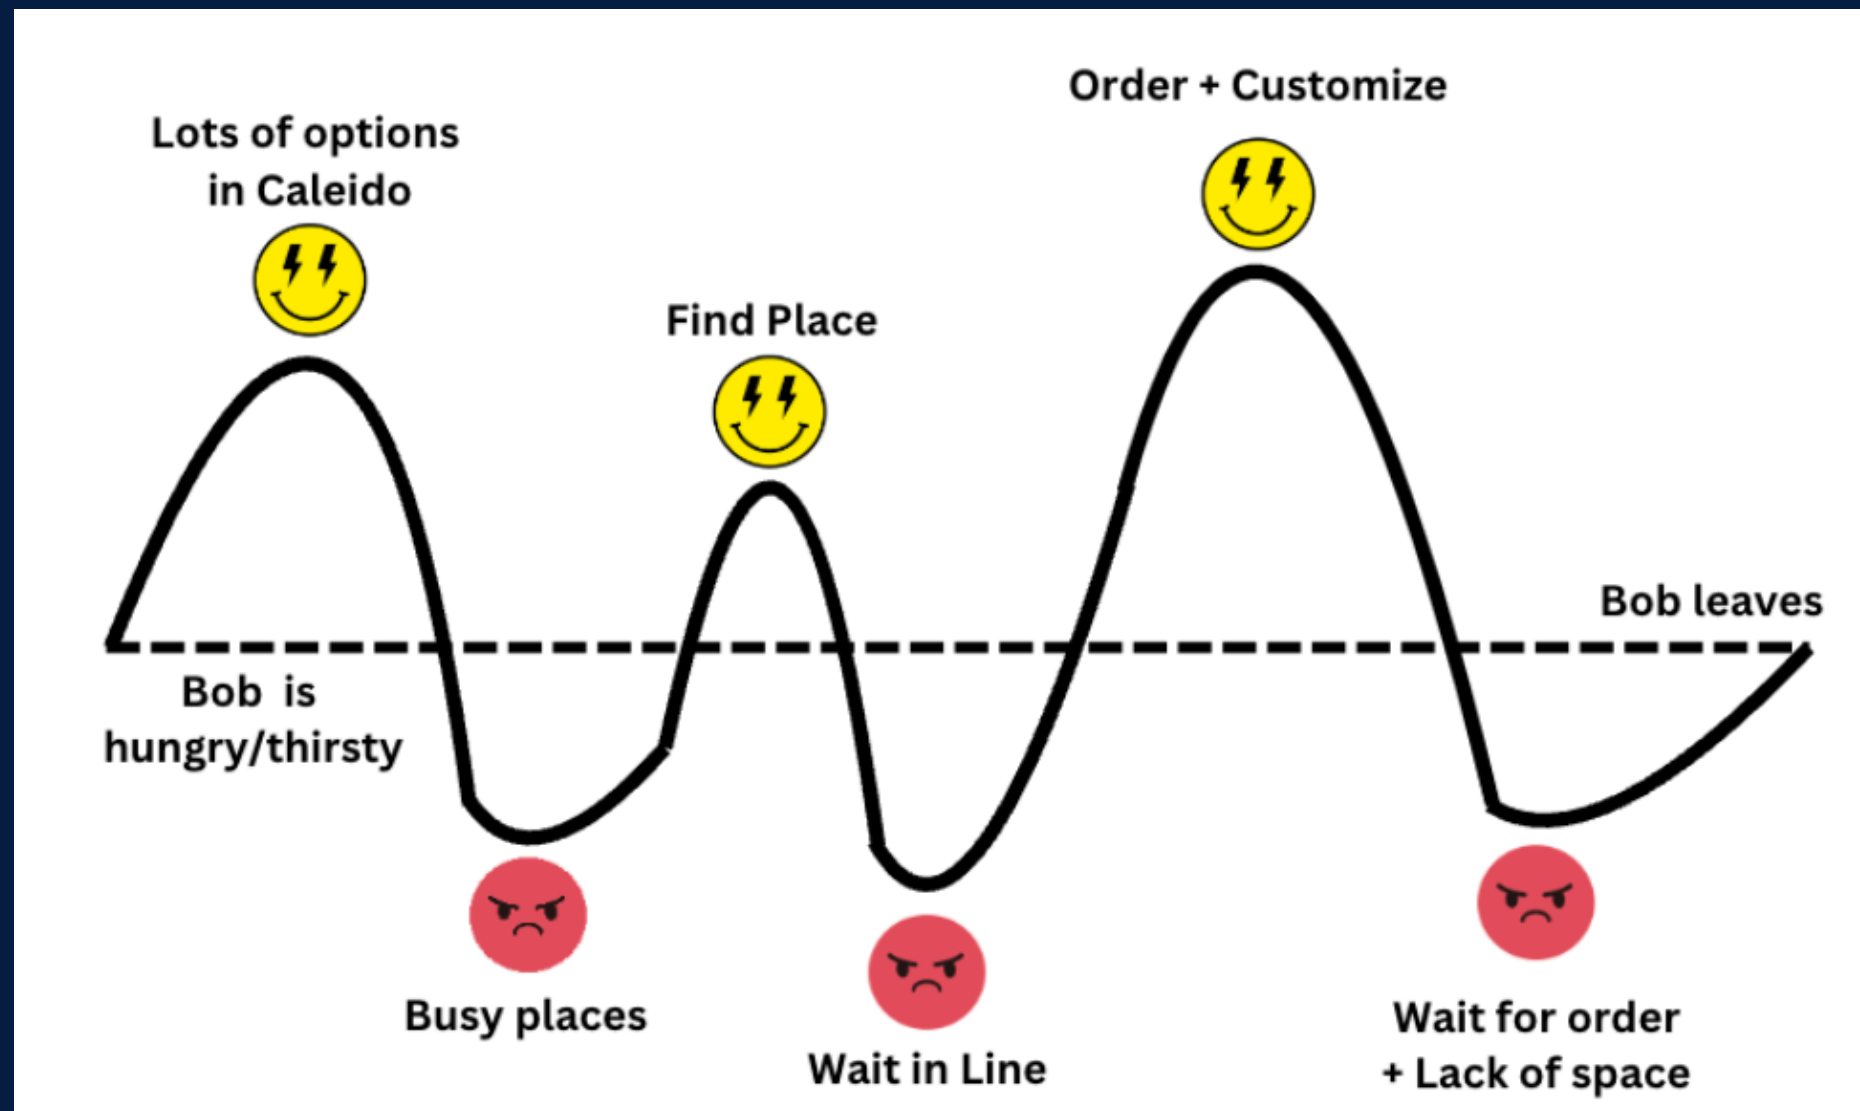 Lots of options
in Caleido
Find Place
Order + Customize
Bob is
hungry/thirsty
Bob leaves
Busy places
Wait in Line
Wait for order
+ Lack of space